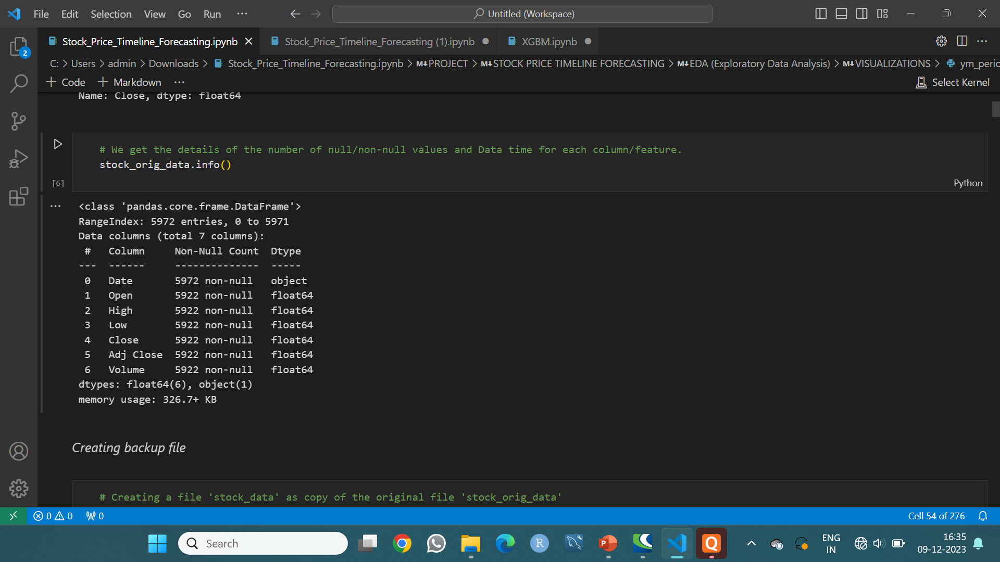 File Edit Selection View Go Run ··· Untitled (Workspace)
Stock_Price_Timeline_Forecasting.ipynb Stock_Price_Timeline_Forecasting (1).ipynb XGBM.ipynb
C: > Users > admin > Downloads > Stock_Price_Timeline_Forecasting.ipynb > M↓PROJECT > M↓STOCK PRICE TIMELINE FORECASTING > M↓EDA (Exploratory Data Analysis) > M↓VISUALIZATIONS > ym_peric
+ Code + Markdown ··· Select Kernel
Name: Close, dtype: float64
# We get the details of the number of null/non-null values and Data time for each column/feature.
stock_orig_data.info()
[6] Python
<class 'pandas.core.frame.DataFrame'>
RangeIndex: 5972 entries, 0 to 5971
Data columns (total 7 columns):
# Column Non-Null Count Dtype
--- ------ -------------- -----
0 Date 5972 non-null object
1 Open 5922 non-null float64
2 High 5922 non-null float64
3 Low 5922 non-null float64
4 Close 5922 non-null float64
5 Adj Close 5922 non-null float64
6 Volume 5922 non-null float64
dtypes: float64(6), object(1)
memory usage: 326.7+ KB
Creating backup file
# Creating a file 'stock_data' as copy of the original file 'stock_orig_data'
0 0 0 Cell 54 of 276
Search
R
P
Q
ENG
IN
16:35
09-12-2023
2